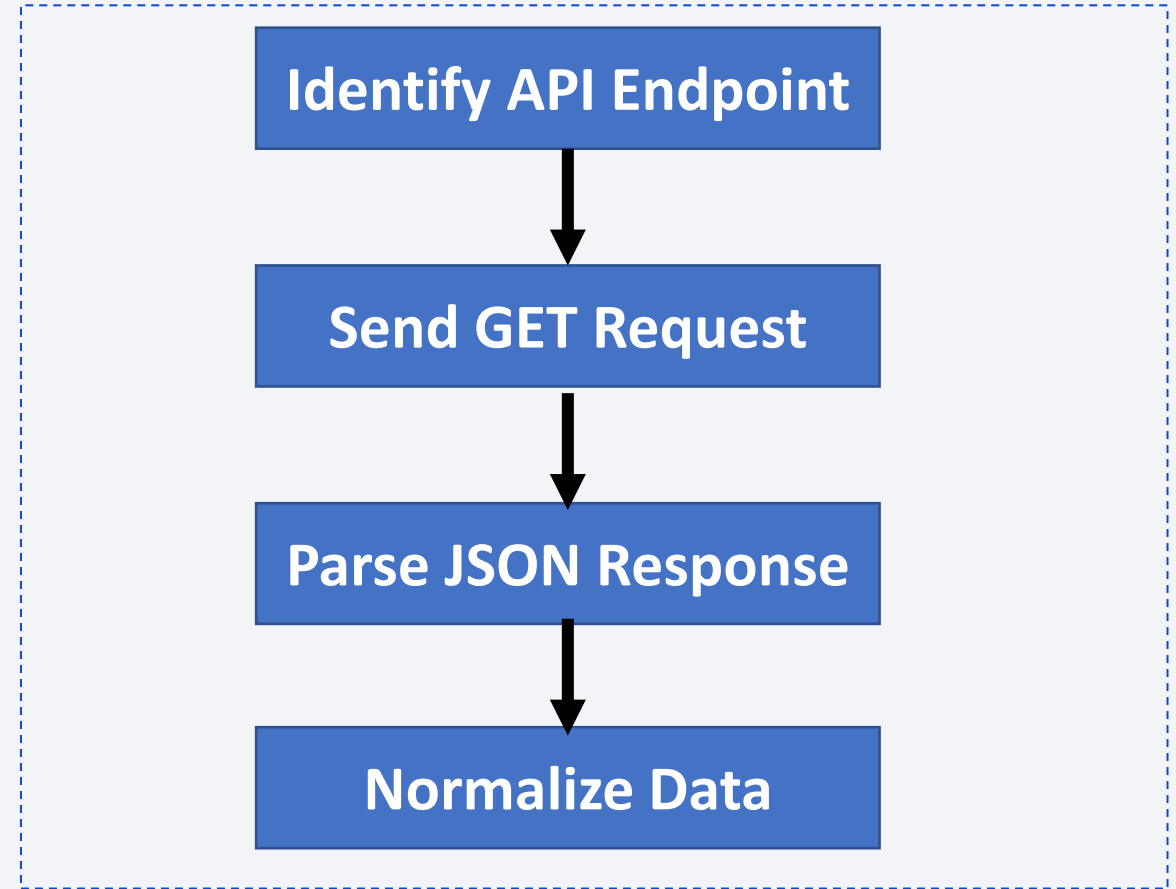 Identify API Endpoint
Send GET Request
Parse JSON Response
Normalize Data